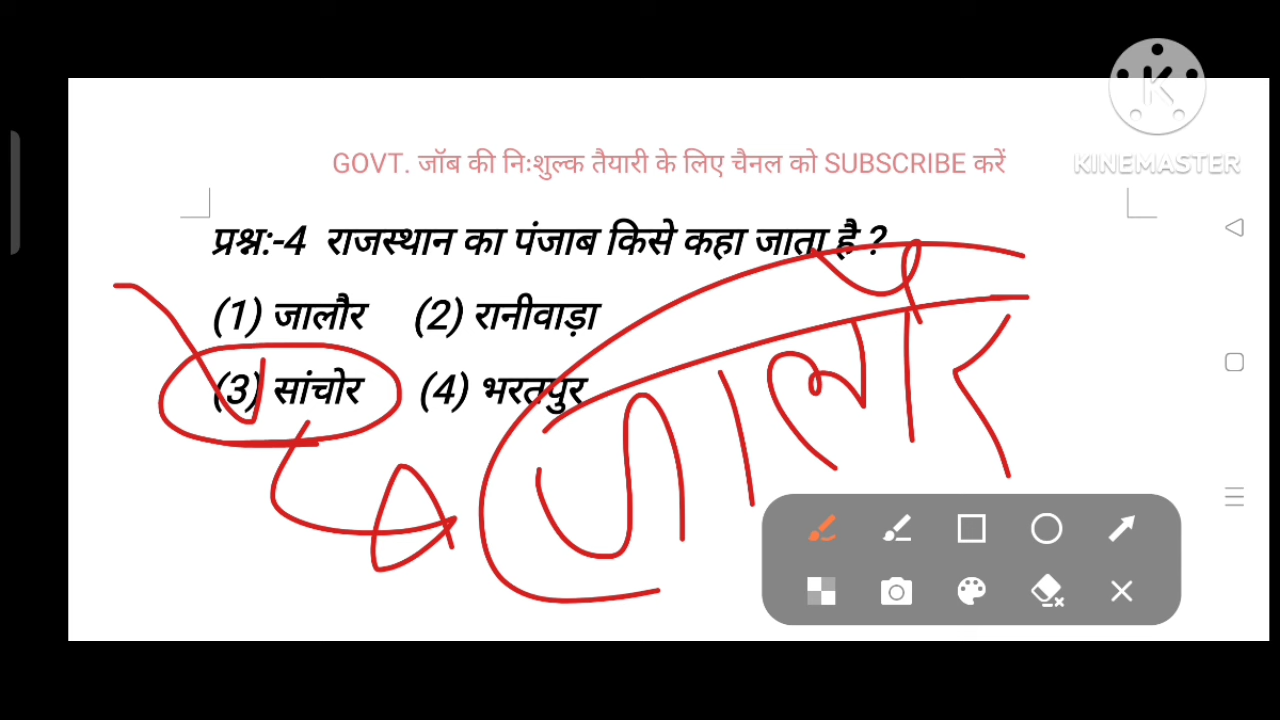 KINEMASTER
GOVT. जॉब की निःशुल्क तैयारी के लिए चैनल को SUBSCRIBE करें
प्रश्न:-4 राजस्थान का पंजाब किसे कहा जाता है ?
(1) जालौर (2) रानीवाड़ा
(3) सांचोर (4) भरतपुर
जालोर